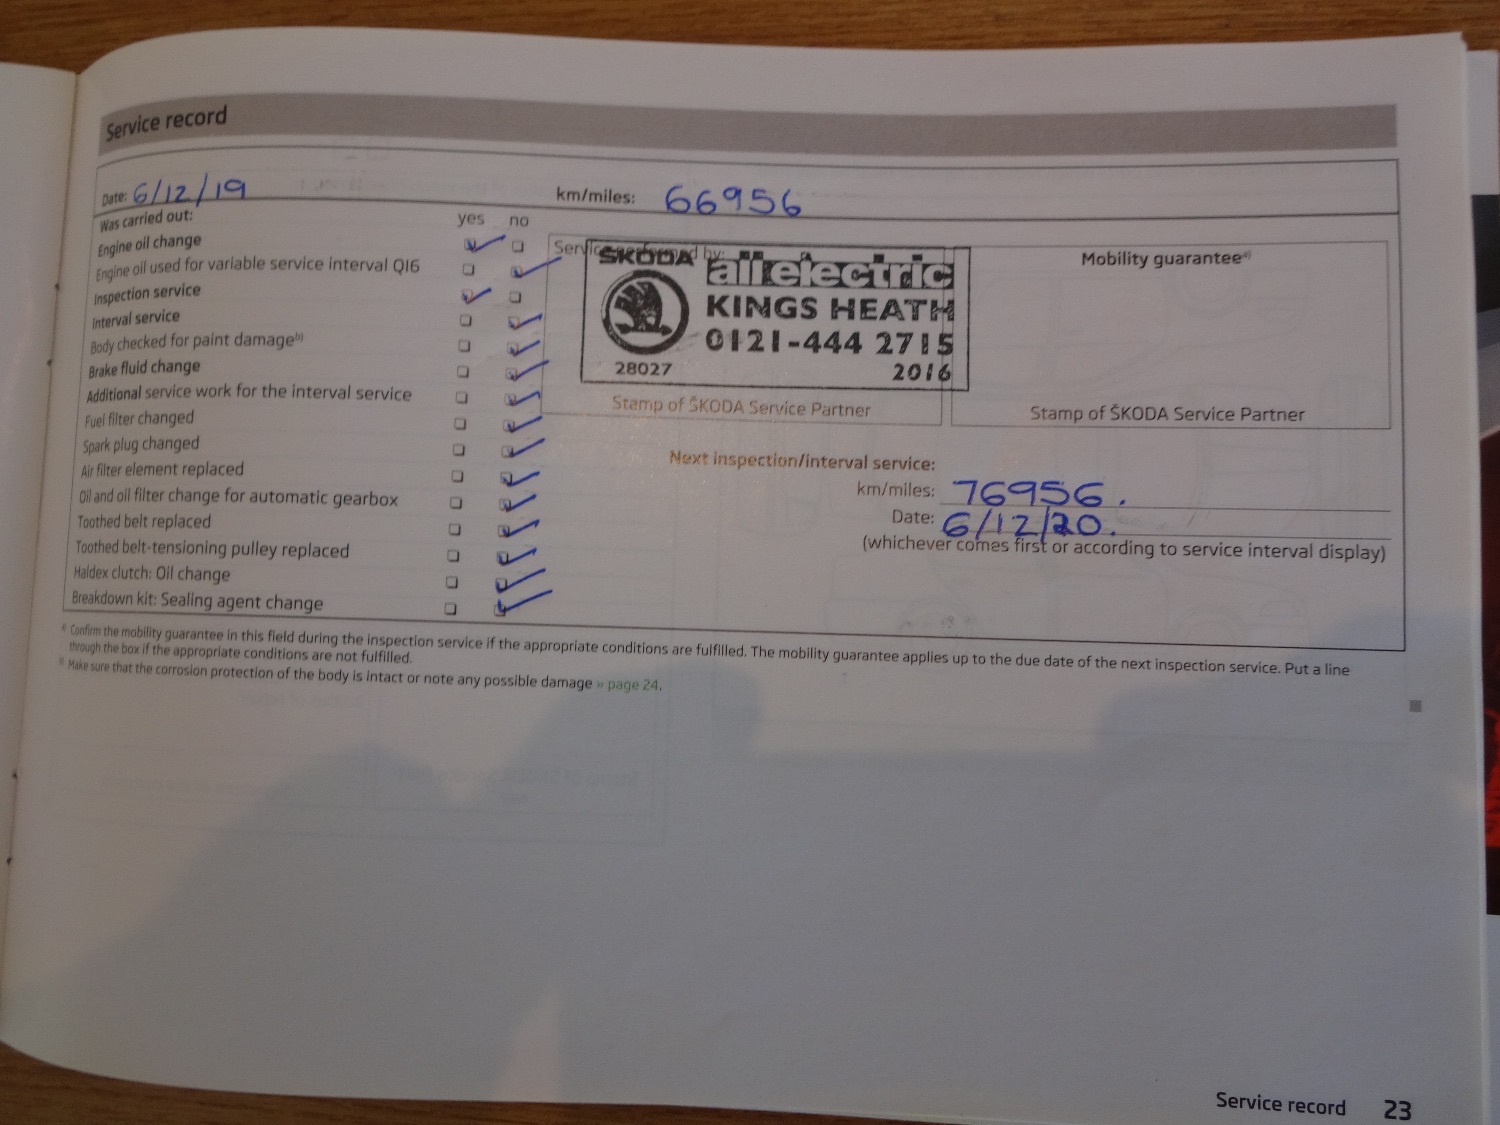 Service record
Date: 6/12/19 km/miles: 66956
Was carried out: yes no
Engine oil change
Engine oil used for variable service interval QI6
Inspection service
Interval service
Body checked for paint damage b)
Brake fluid change
Additional service work for the interval service
Fuel filter changed
Spark plug changed
Air filter element replaced
Oil and oil filter change for automatic gearbox
Toothed belt replaced
Toothed belt-tensioning pulley replaced
Haldex clutch: Oil change
Breakdown kit: Sealing agent change
Service performed by:
ŠKODA all electric
KINGS HEATH
0121-444 2715
28027 2016
Stamp of ŠKODA Service Partner
Mobility guarantee a)
Stamp of ŠKODA Service Partner
Next inspection/interval service:
km/miles: 76956.
Date: 6/12/20.
(whichever comes first or according to service interval display)
a) Confirm the mobility guarantee in this field during the inspection service if the appropriate conditions are fulfilled. The mobility guarantee applies up to the due date of the next inspection service. Put a line
through the box if the appropriate conditions are not fulfilled.
b) Make sure that the corrosion protection of the body is intact or note any possible damage » page 24.
Service record 23